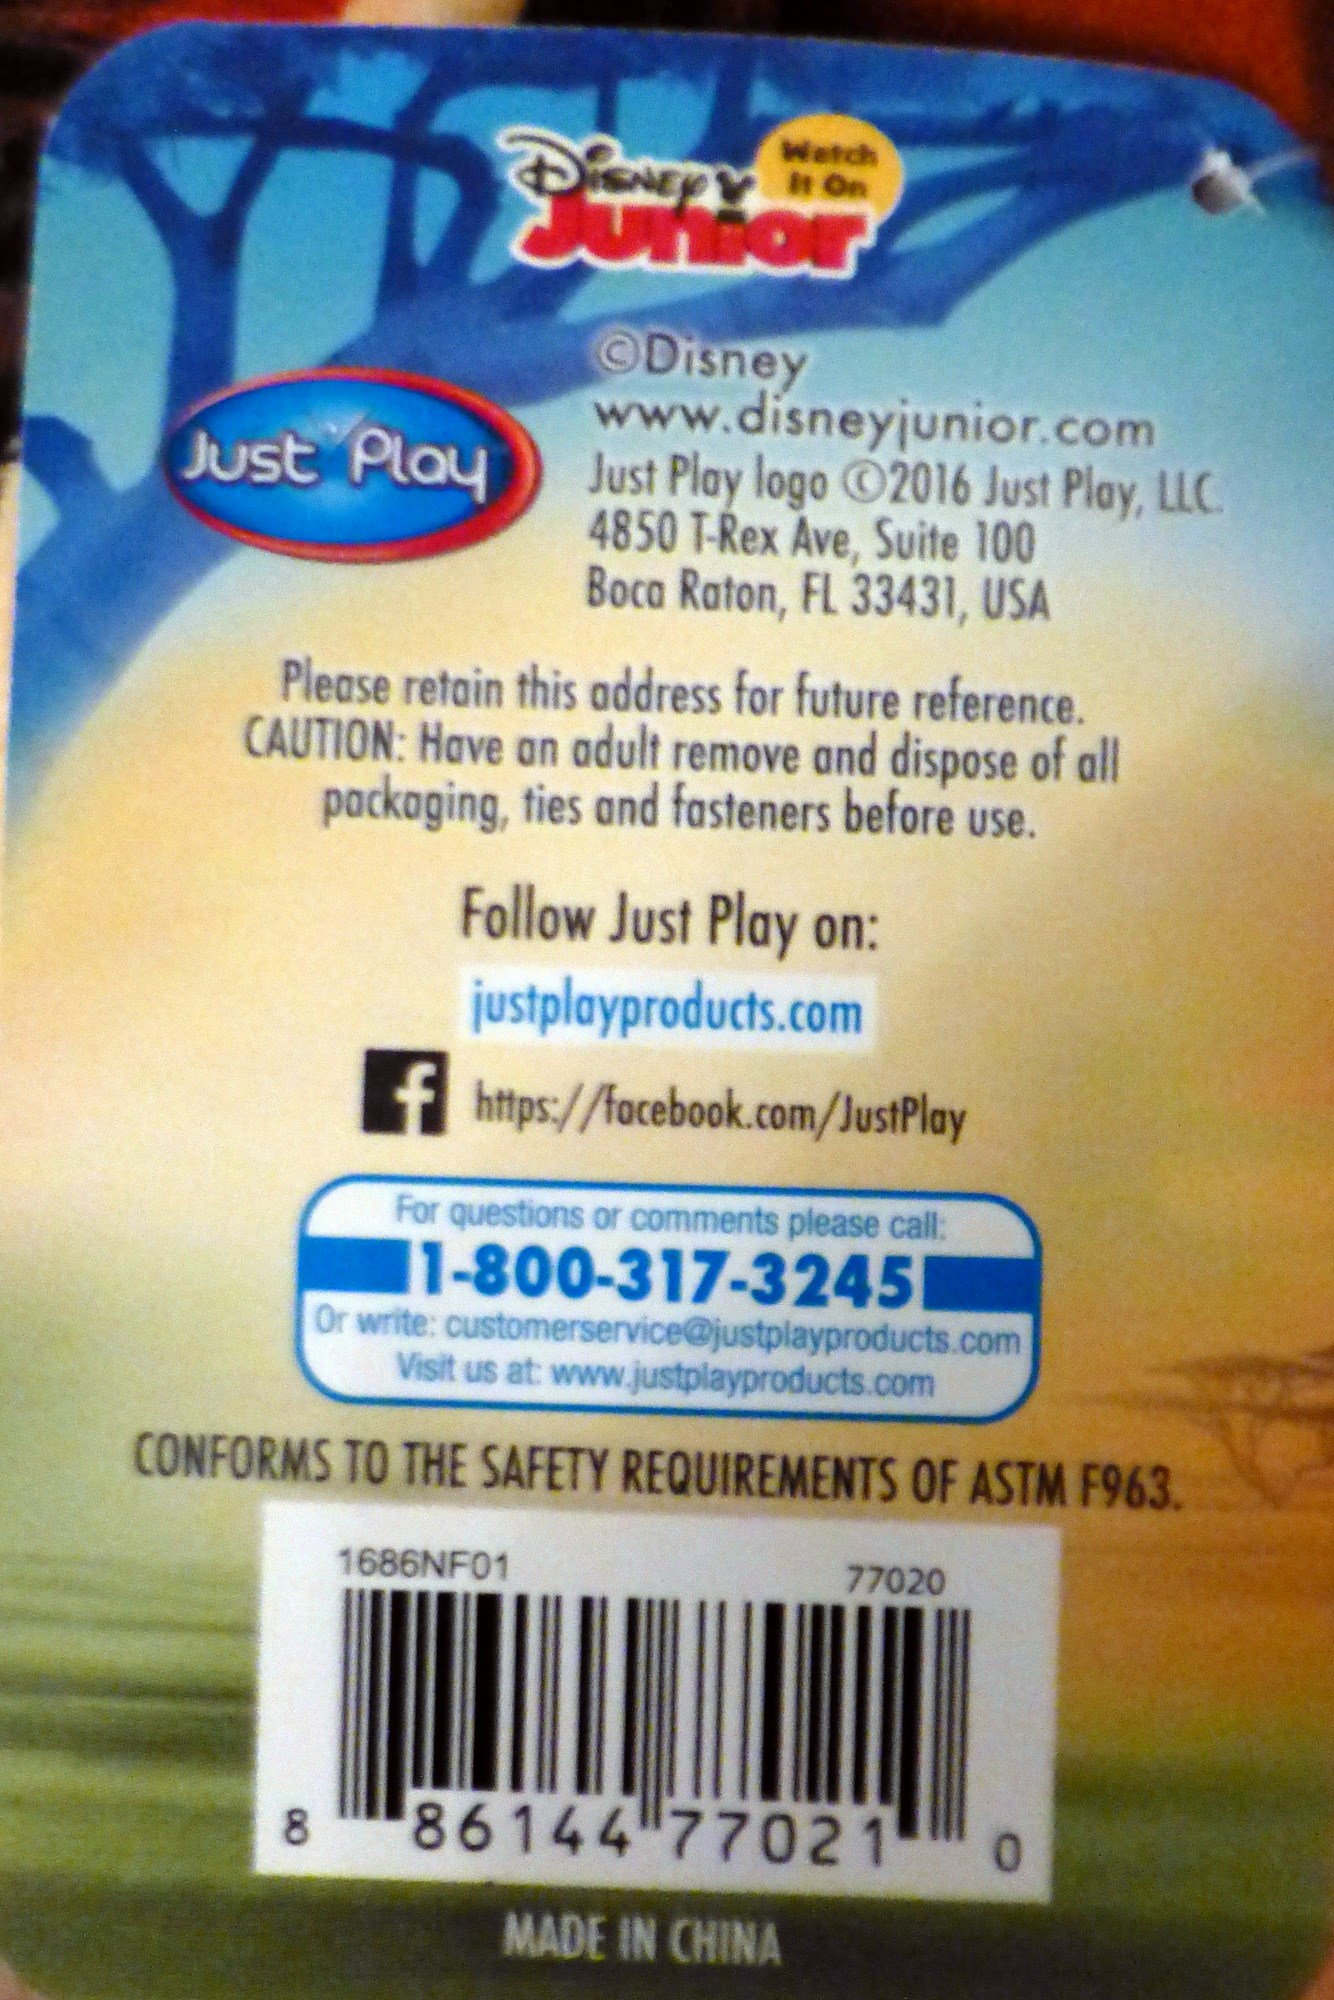 Disney
Watch
It On
Junior
©Disney
www.disneyjunior.com
Just Play
Just Play logo ©2016 Just Play, LLC.
4850 T-Rex Ave, Suite 100
Boca Raton, FL 33431, USA
Please retain this address for future reference.
CAUTION: Have an adult remove and dispose of all
packaging, ties and fasteners before use.
Follow Just Play on:
justplayproducts.com
f https://facebook.com/JustPlay
For questions or comments please call:
1-800-317-3245
Or write: customerservice@justplayproducts.com
Visit us at: www.justplayproducts.com
CONFORMS TO THE SAFETY REQUIREMENTS OF ASTM F963.
1686NF01 77020
8 86144 77021 0
MADE IN CHINA